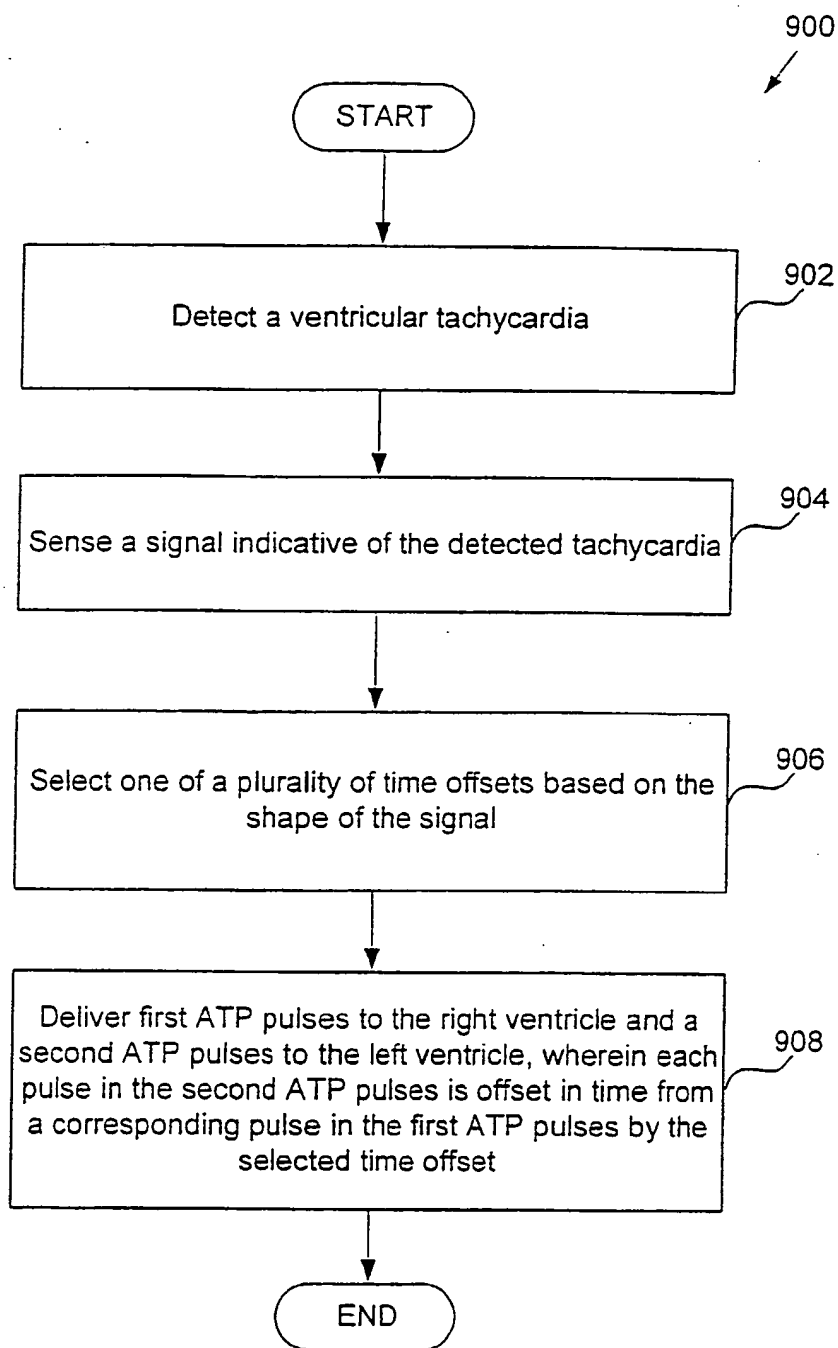 900
START
902
Detect a ventricular tachycardia
904
Sense a signal indicative of the detected tachycardia
906
Select one of a plurality of time offsets based on the
shape of the signal
908
Deliver first ATP pulses to the right ventricle and a
second ATP pulses to the left ventricle, wherein each
pulse in the second ATP pulses is offset in time from
a corresponding pulse in the first ATP pulses by the
selected time offset
END